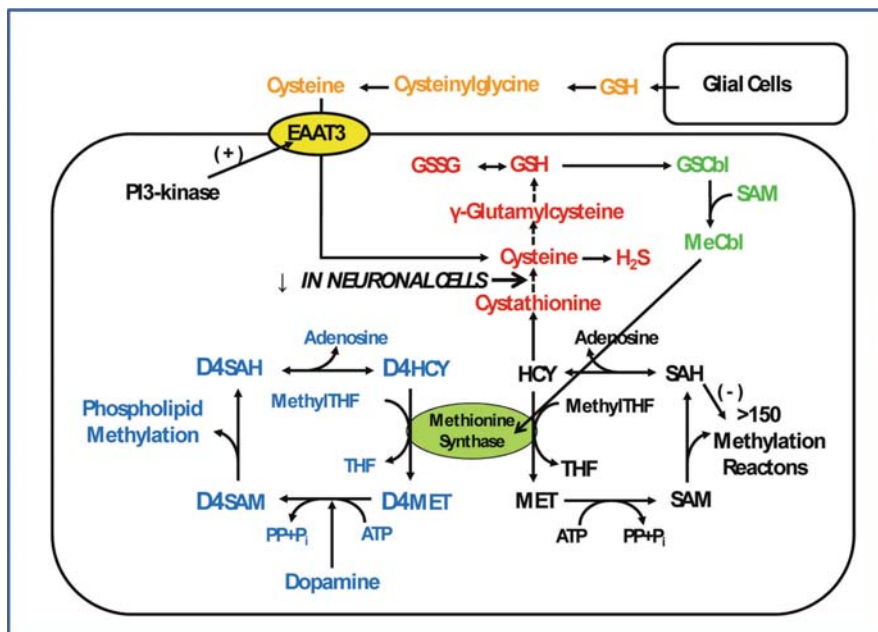 Cysteine
Cysteinylglycine
GSH
Glial Cells
EAAT3
(+)
PI3-kinase
GSSG
GSH
GSCbl
SAM
γ-Glutamylcysteine
MeCbl
Cysteine
H2S
↓ IN NEURONAL CELLS
Cystathionine
Adenosine
Adenosine
D4SAH
D4HCY
HCY
SAH
(-)
Phospholipid
Methylation
MethylTHF
Methionine
Synthase
MethylTHF
>150
Methylation
Reactons
THF
THF
D4SAM
D4MET
MET
SAM
PP+Pi
ATP
ATP
PP+Pi
Dopamine